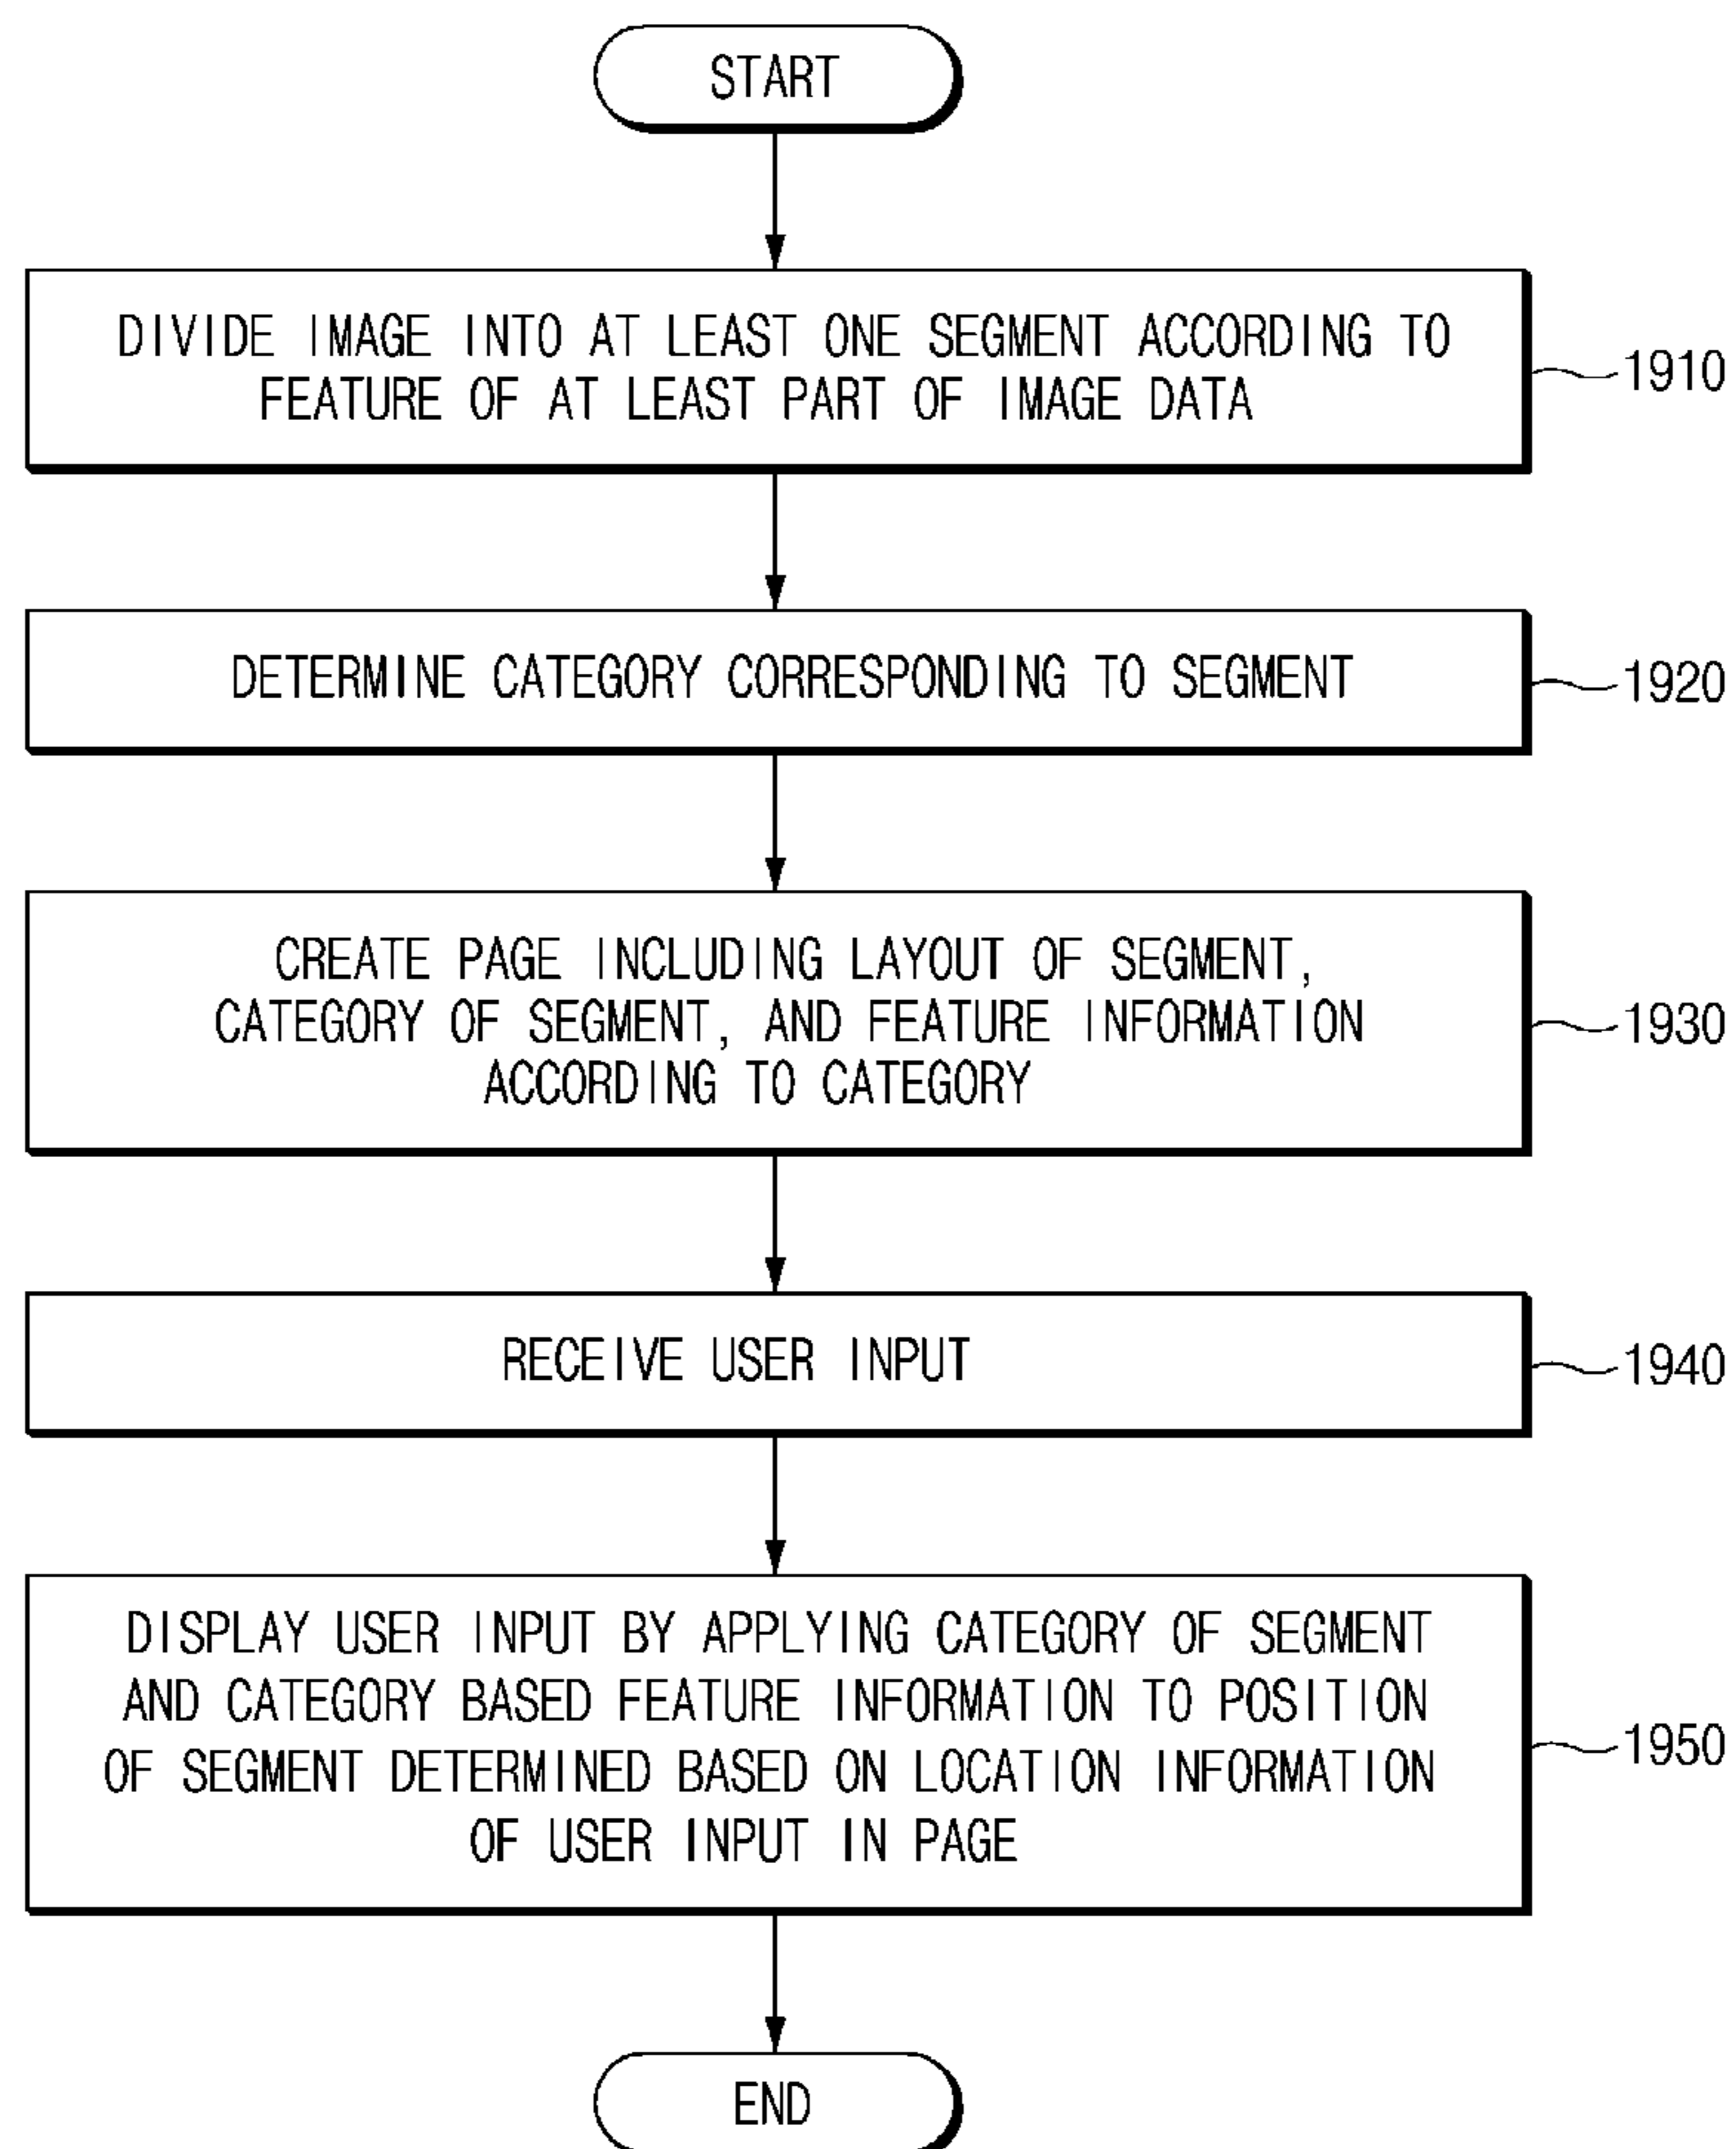 START
DIVIDE IMAGE INTO AT LEAST ONE SEGMENT ACCORDING TO
FEATURE OF AT LEAST PART OF IMAGE DATA
1910
DETERMINE CATEGORY CORRESPONDING TO SEGMENT
1920
CREATE PAGE INCLUDING LAYOUT OF SEGMENT,
CATEGORY OF SEGMENT, AND FEATURE INFORMATION
ACCORDING TO CATEGORY
1930
RECEIVE USER INPUT
1940
DISPLAY USER INPUT BY APPLYING CATEGORY OF SEGMENT
AND CATEGORY BASED FEATURE INFORMATION TO POSITION
OF SEGMENT DETERMINED BASED ON LOCATION INFORMATION
OF USER INPUT IN PAGE
1950
END